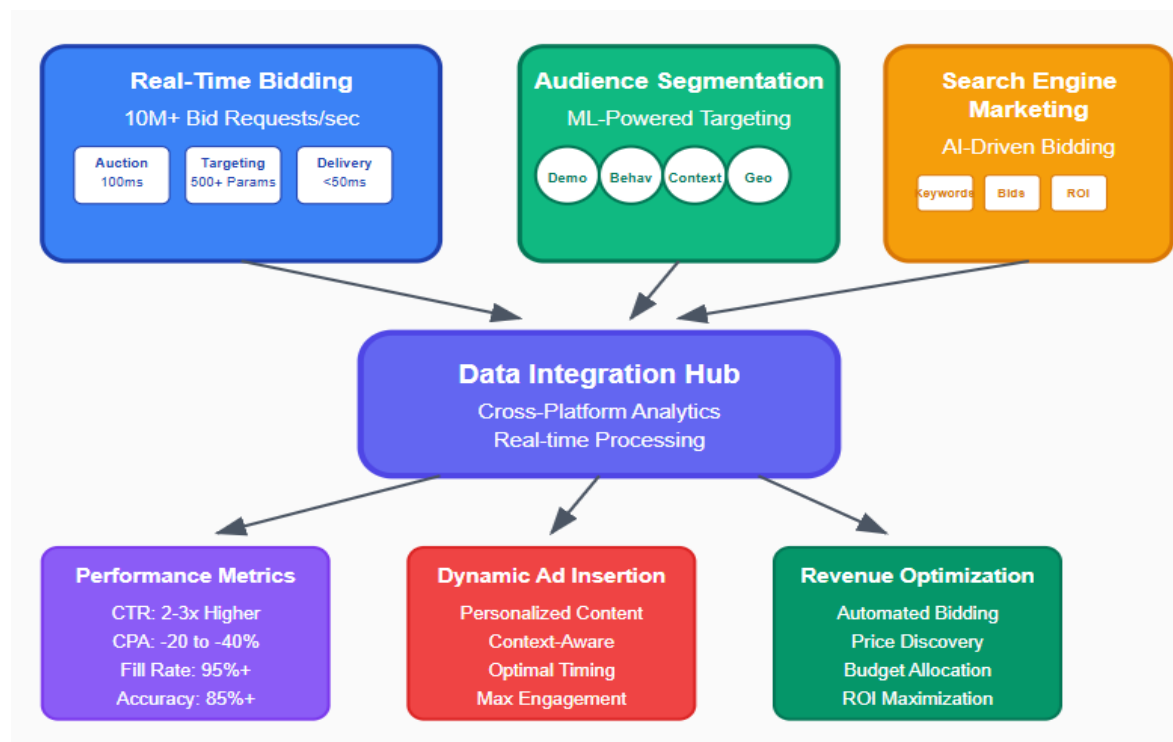 Real-Time Bidding
10M+ Bid Requests/sec
Auction
100ms
Targeting
500+ Params
Delivery
<50ms
Audience Segmentation
ML-Powered Targeting
Demo
Behav
Context
Geo
Search Engine
Marketing
AI-Driven Bidding
Keywords
Bids
ROI
Data Integration Hub
Cross-Platform Analytics
Real-time Processing
Performance Metrics
CTR: 2-3x Higher
CPA: -20 to -40%
Fill Rate: 95%+
Accuracy: 85%+
Dynamic Ad Insertion
Personalized Content
Context-Aware
Optimal Timing
Max Engagement
Revenue Optimization
Automated Bidding
Price Discovery
Budget Allocation
ROI Maximization